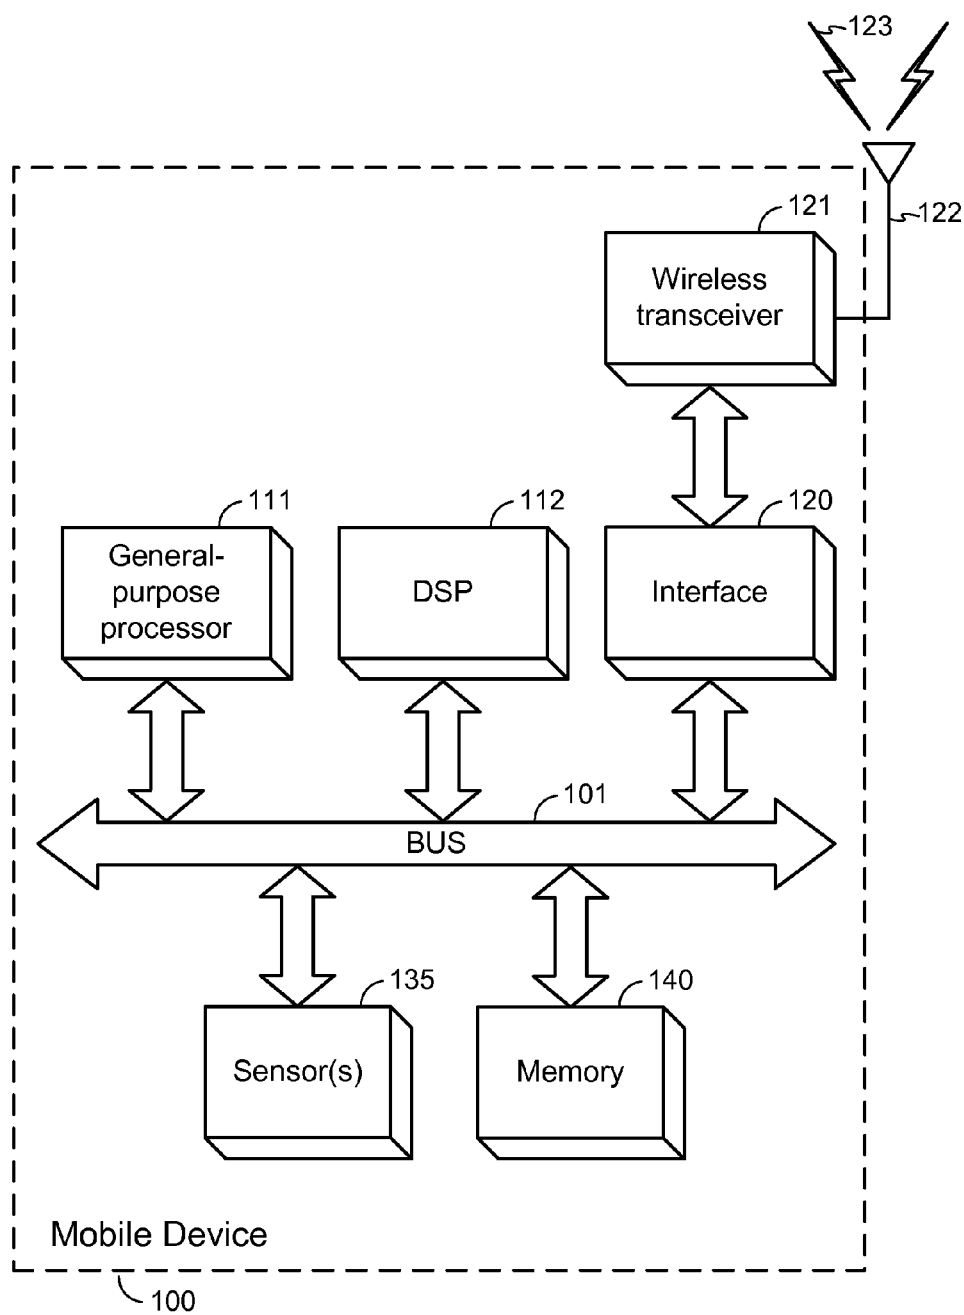 123
122
121
Wireless
transceiver
111
112
120
General-
purpose
processor
DSP
Interface
101
BUS
135
140
Sensor(s)
Memory
Mobile Device
100